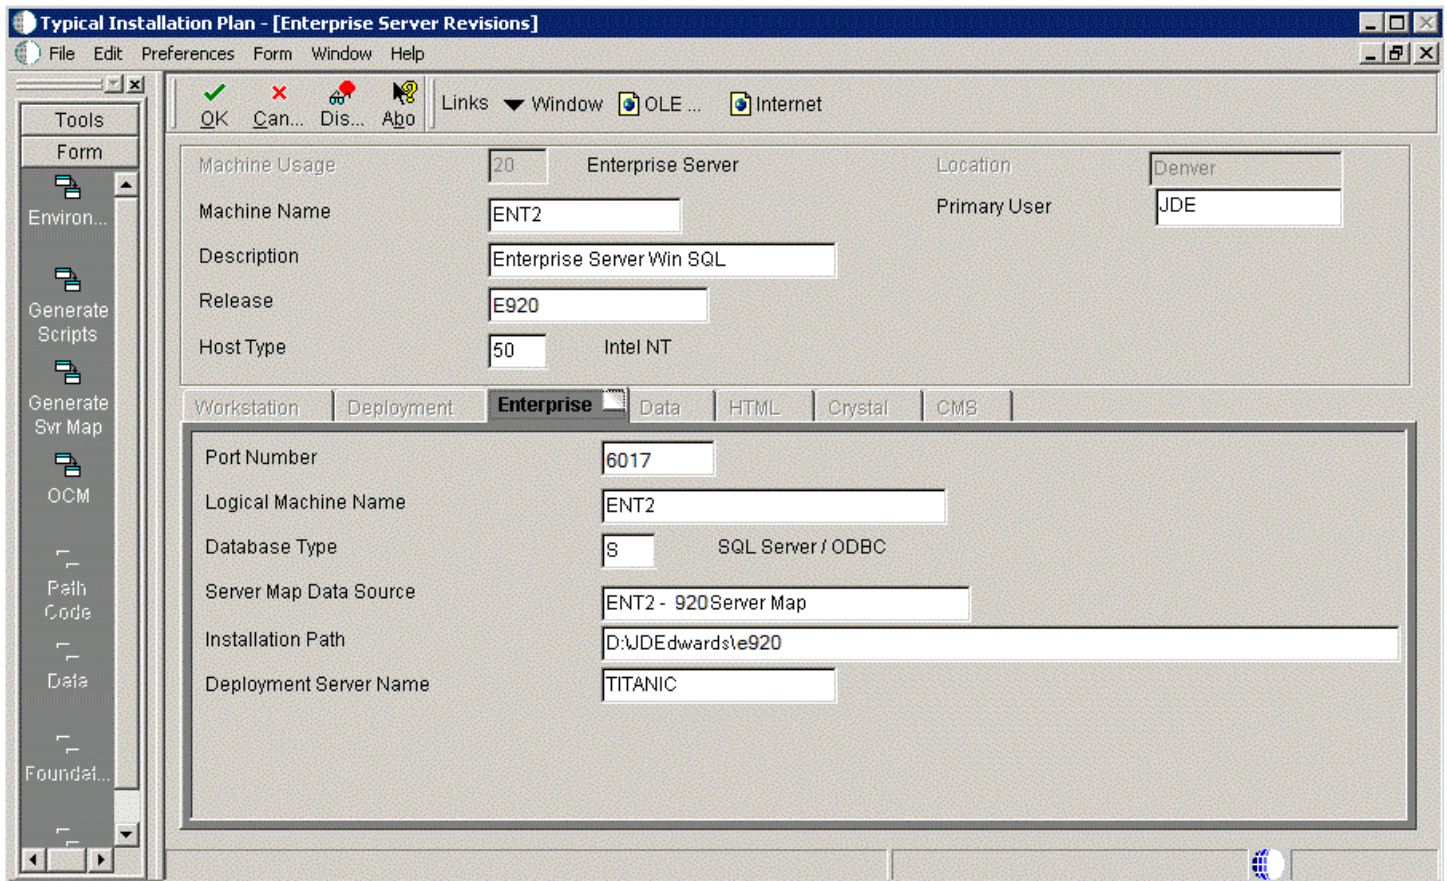 Typical Installation Plan - [Enterprise Server Revisions]
File Edit Preferences Form Window Help
OK Can... Dis... Abo Links Window OLE ... Internet
Tools
Form
Environ...
Generate
Scripts
Generate
Svr Map
OCM
Path
Code
Data
Foundat...
Machine Usage 20 Enterprise Server Location Denver
Machine Name ENT2 Primary User JDE
Description Enterprise Server Win SQL
Release E920
Host Type 50 Intel NT
Workstation Deployment Enterprise Data HTML Crystal CMS
Port Number 6017
Logical Machine Name ENT2
Database Type S SQL Server / ODBC
Server Map Data Source ENT2 - 920 Server Map
Installation Path D:\JDEdwards\e920
Deployment Server Name TITANIC